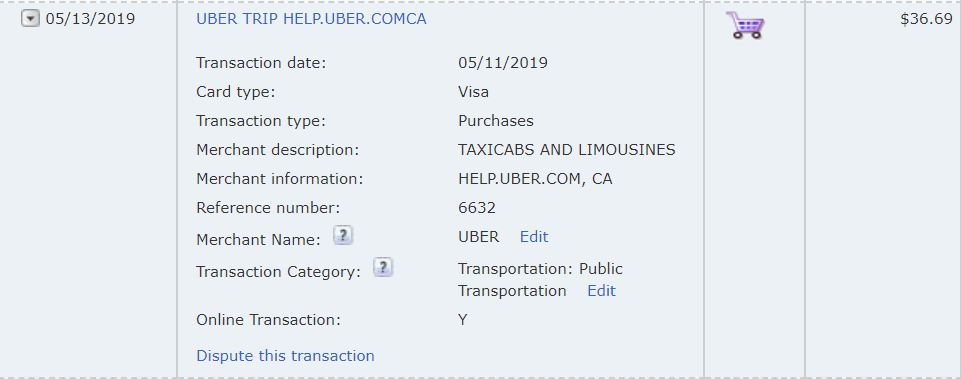 05/13/2019 UBER TRIP HELP.UBER.COMCA $36.69
Transaction date: 05/11/2019
Card type: Visa
Transaction type: Purchases
Merchant description: TAXICABS AND LIMOUSINES
Merchant information: HELP.UBER.COM, CA
Reference number: 6632
Merchant Name: ? UBER Edit
Transaction Category: ? Transportation: Public
Transportation Edit
Online Transaction: Y
Dispute this transaction